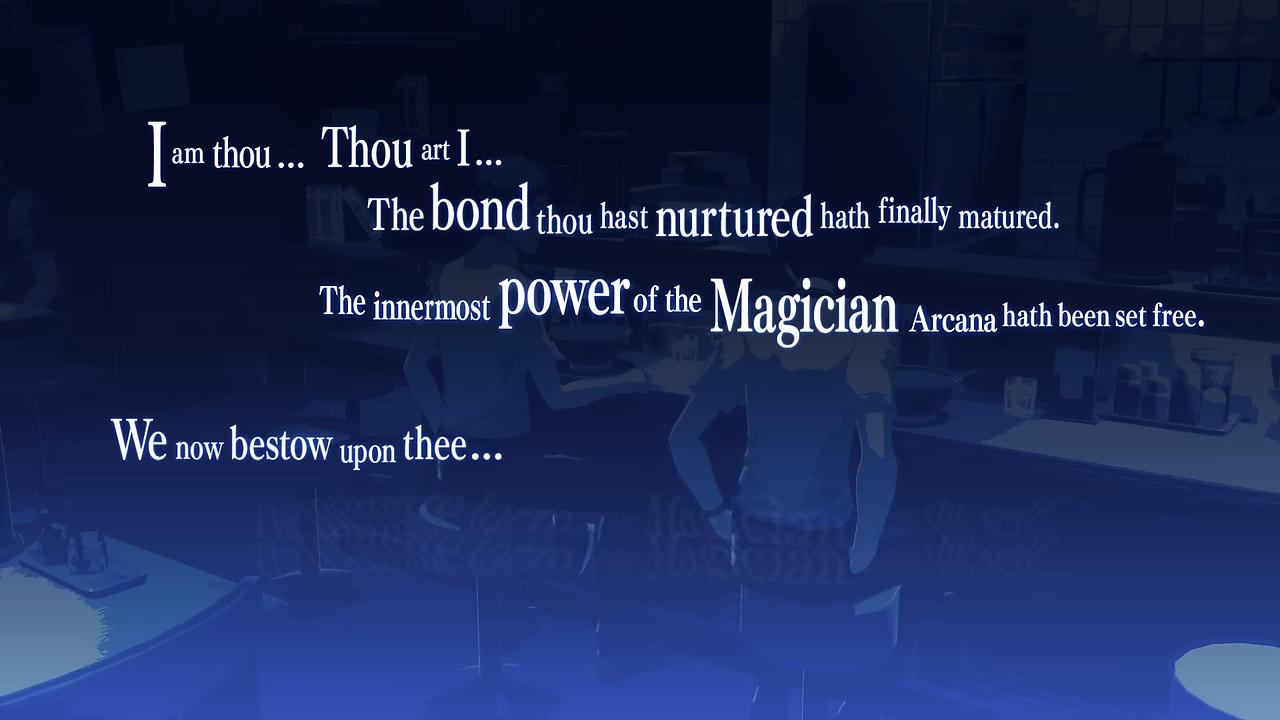 I am thou... Thou art I...
The bond thou hast nurtured hath finally matured.
The innermost power of the Magician Arcana hath been set free.
We now bestow upon thee...